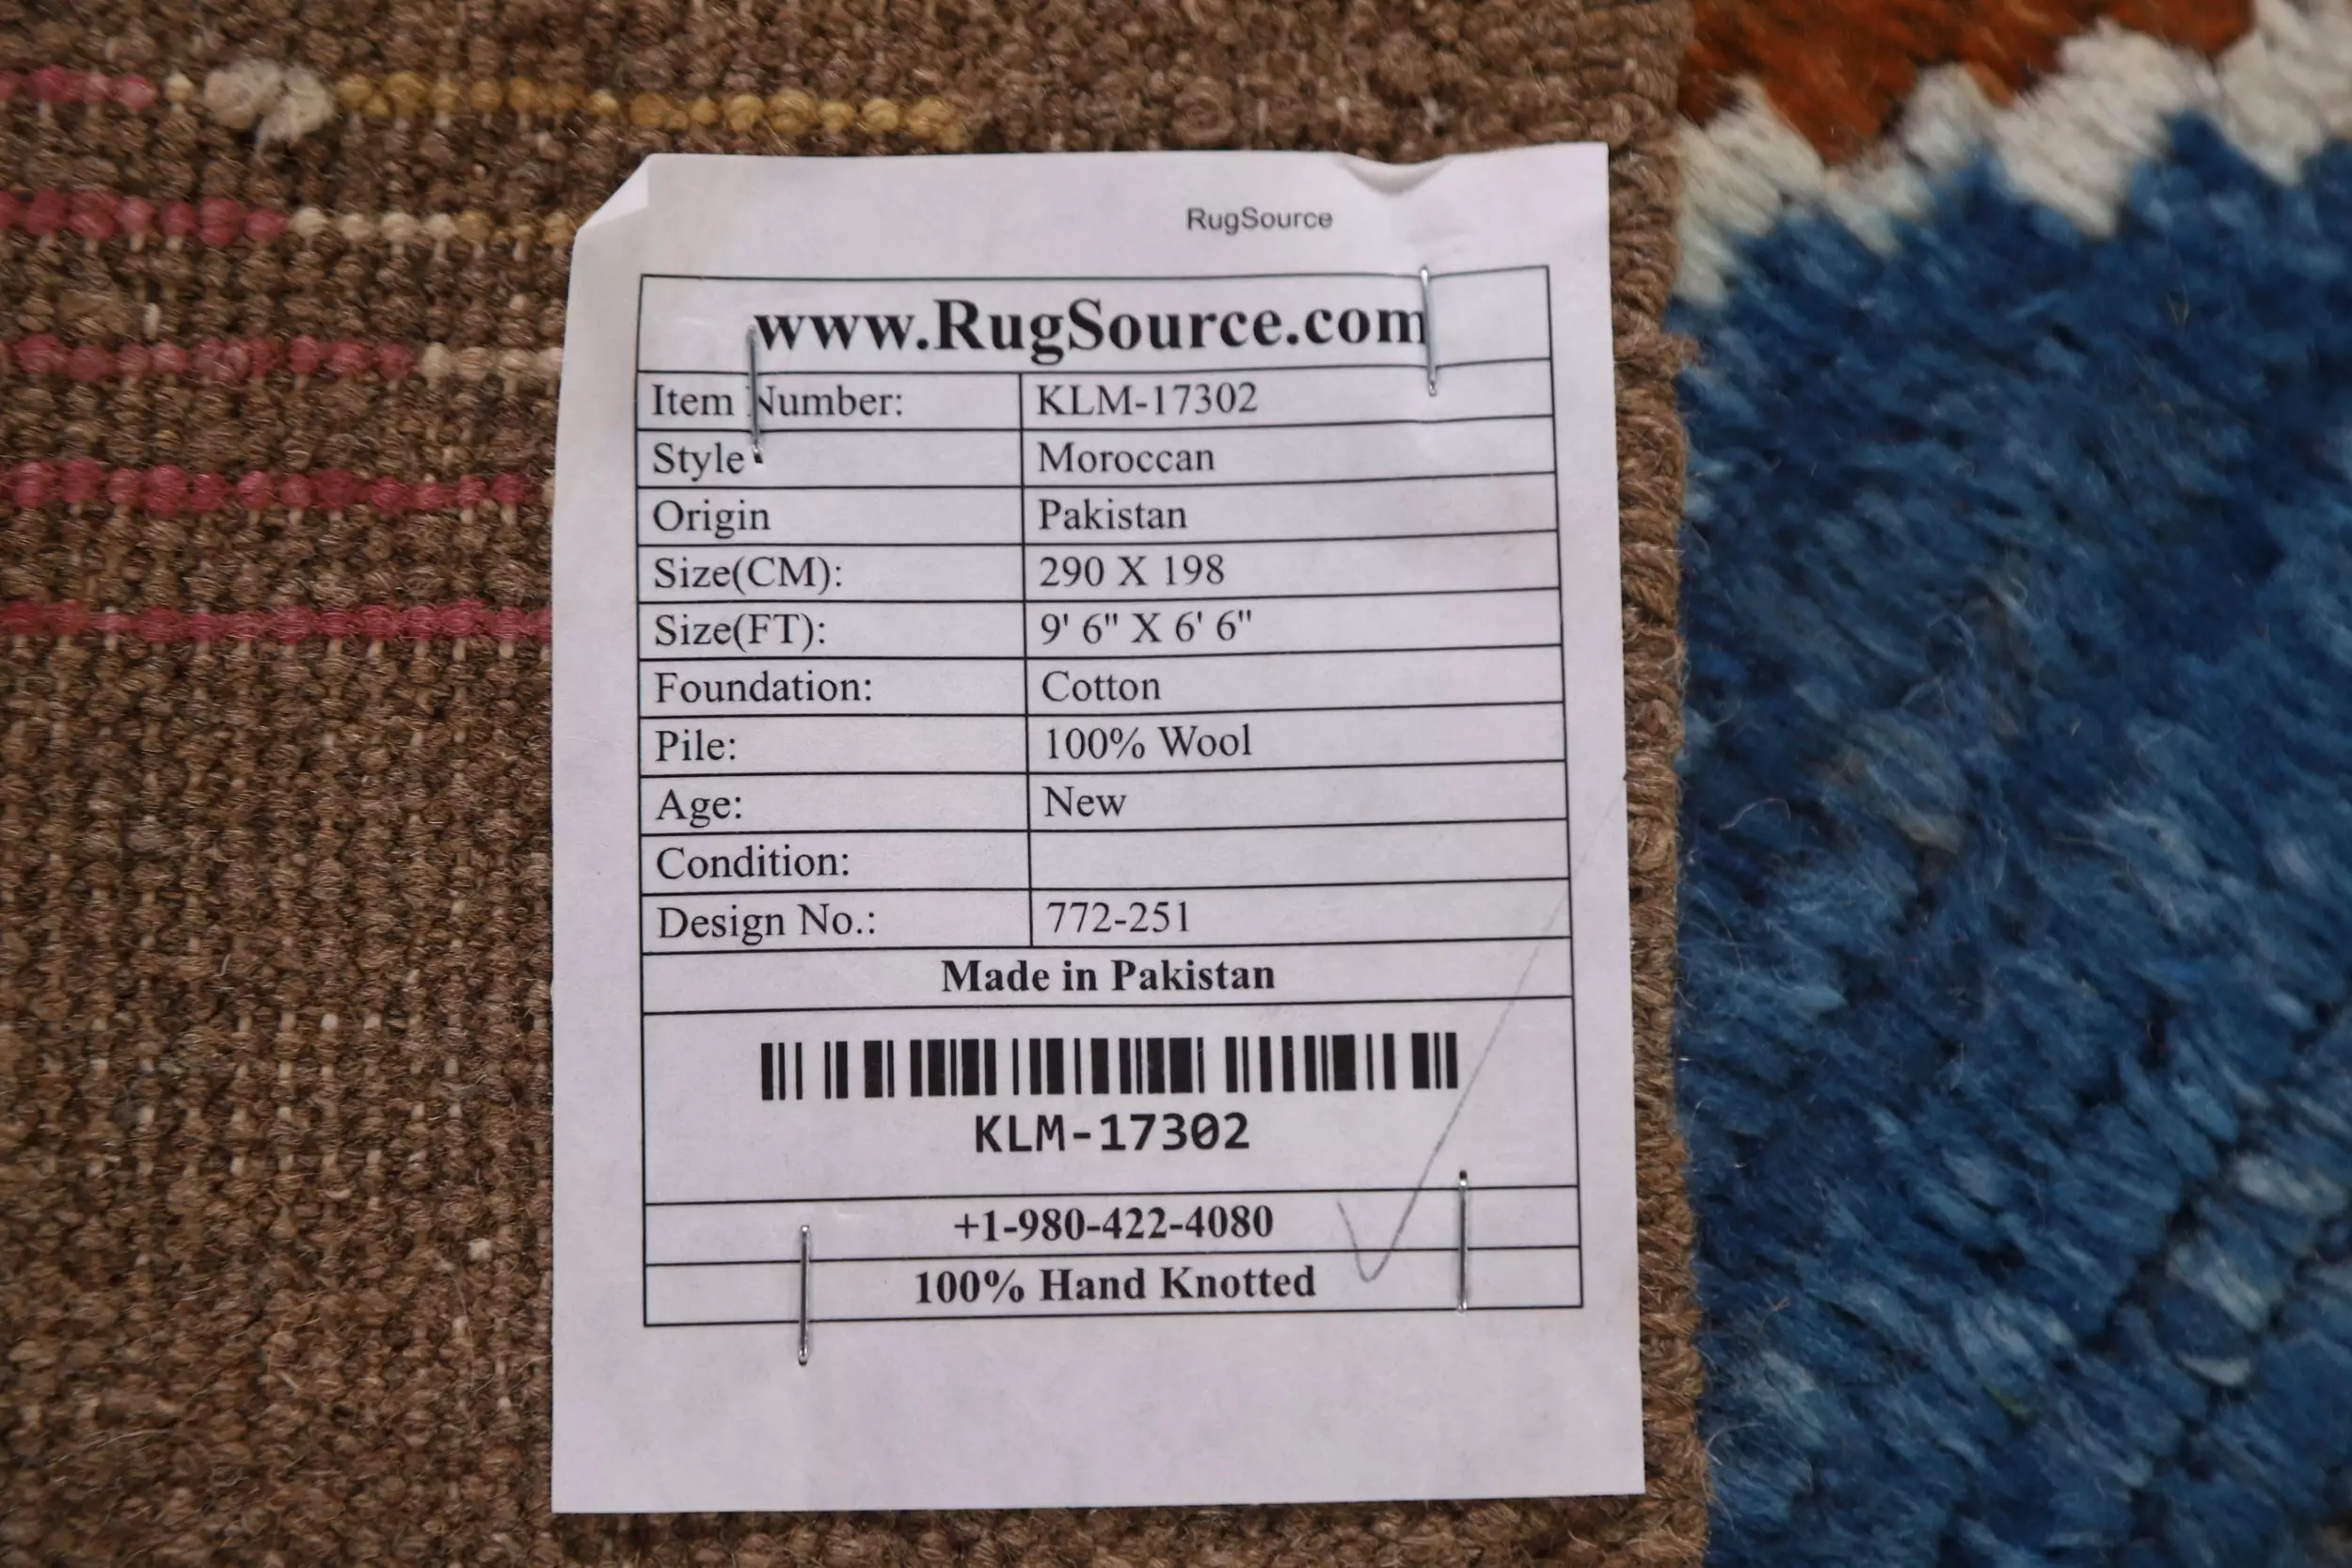 RugSource
www.RugSource.com
Item Number: KLM-17302
Style Moroccan
Origin Pakistan
Size(CM): 290 X 198
Size(FT): 9' 6" X 6' 6"
Foundation: Cotton
Pile: 100% Wool
Age: New
Condition:
Design No.: 772-251
Made in Pakistan
KLM-17302
+1-980-422-4080
100% Hand Knotted